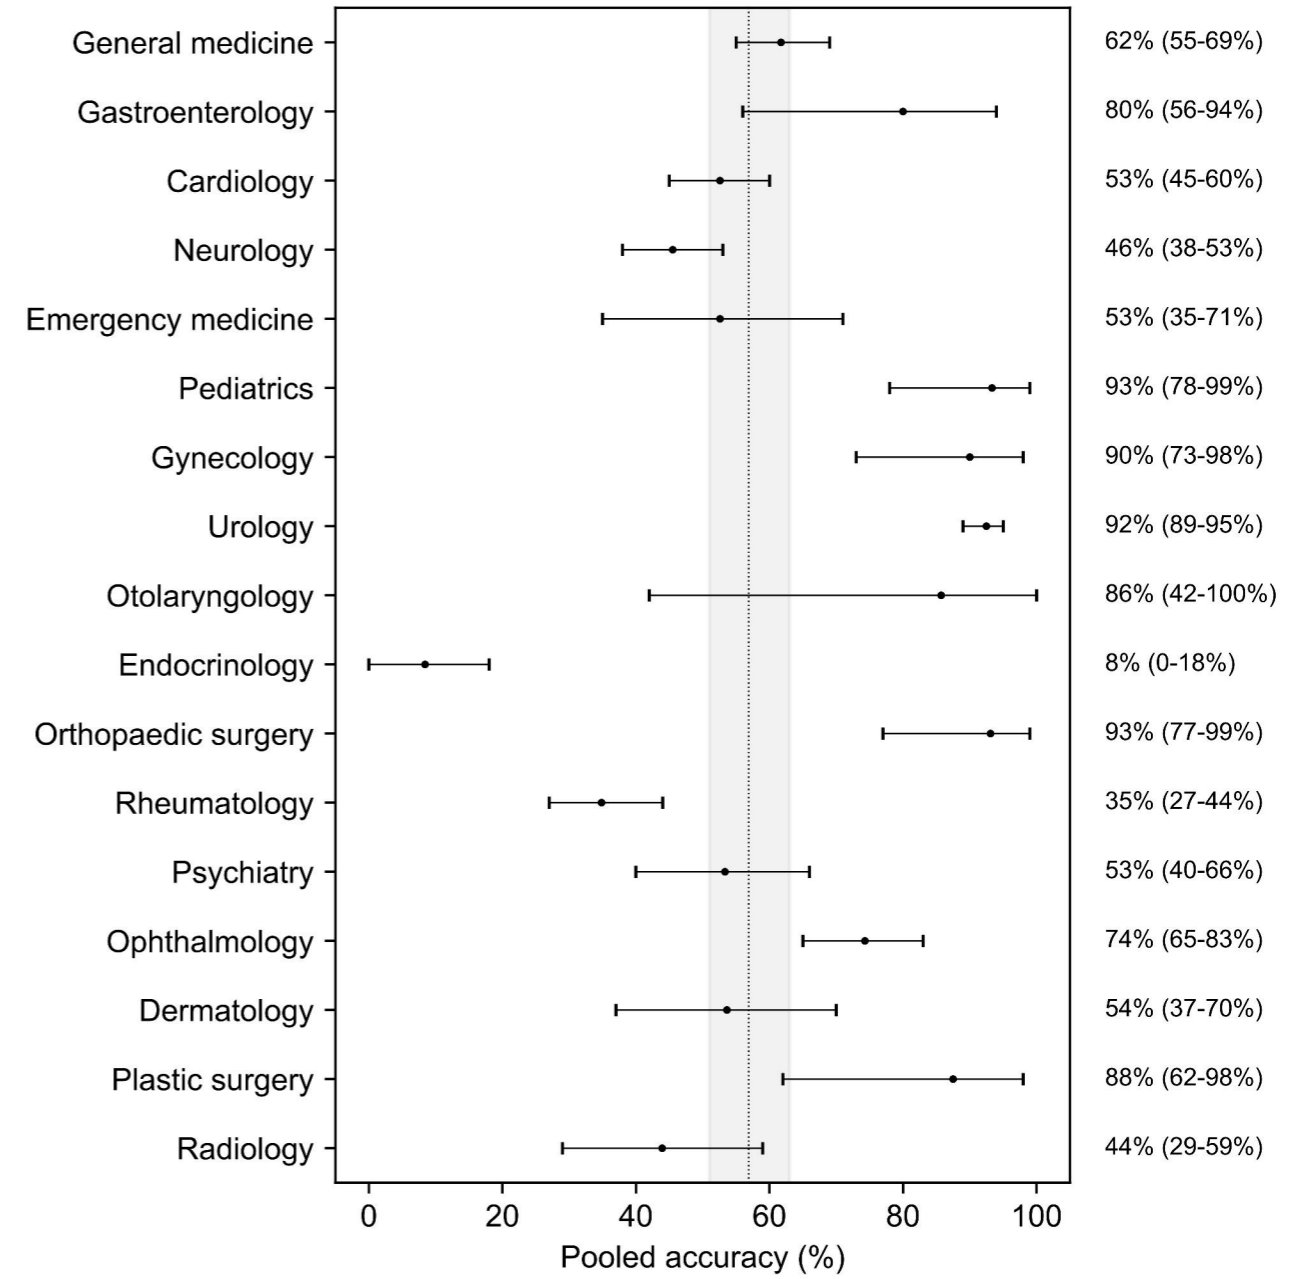 General medicine 62% (55-69%)
Gastroenterology 80% (56-94%)
Cardiology 53% (45-60%)
Neurology 46% (38-53%)
Emergency medicine 53% (35-71%)
Pediatrics 93% (78-99%)
Gynecology 90% (73-98%)
Urology 92% (89-95%)
Otolaryngology 86% (42-100%)
Endocrinology 8% (0-18%)
Orthopaedic surgery 93% (77-99%)
Rheumatology 35% (27-44%)
Psychiatry 53% (40-66%)
Ophthalmology 74% (65-83%)
Dermatology 54% (37-70%)
Plastic surgery 88% (62-98%)
Radiology 44% (29-59%)
0 20 40 60 80 100
Pooled accuracy (%)